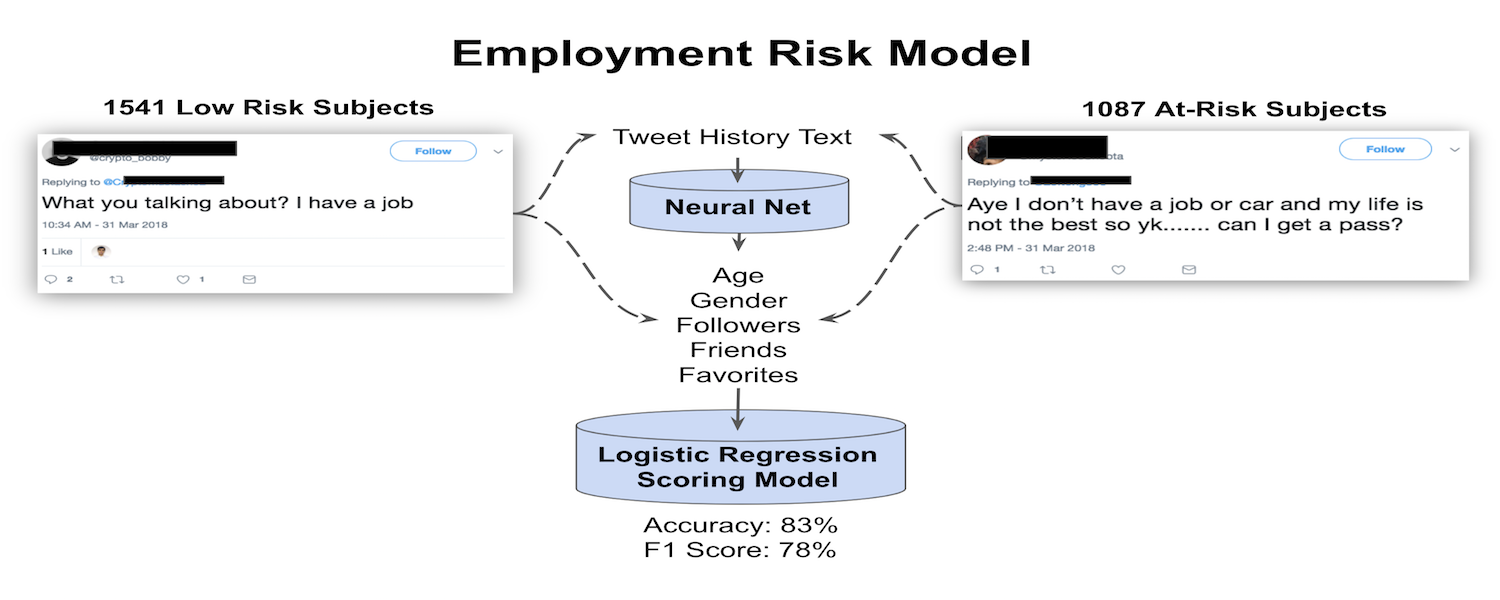 Employment Risk Model
1541 Low Risk Subjects
@crypto_bobby
Follow
Replying to @C
What you talking about? I have a job
10:34 AM - 31 Mar 2018
1 Like
2
1
Tweet History Text
Neural Net
Age
Gender
Followers
Friends
Favorites
Logistic Regression
Scoring Model
Accuracy: 83%
F1 Score: 78%
1087 At-Risk Subjects
Follow
Replying to
Aye I don’t have a job or car and my life is
not the best so yk....... can I get a pass?
2:48 PM - 31 Mar 2018
1